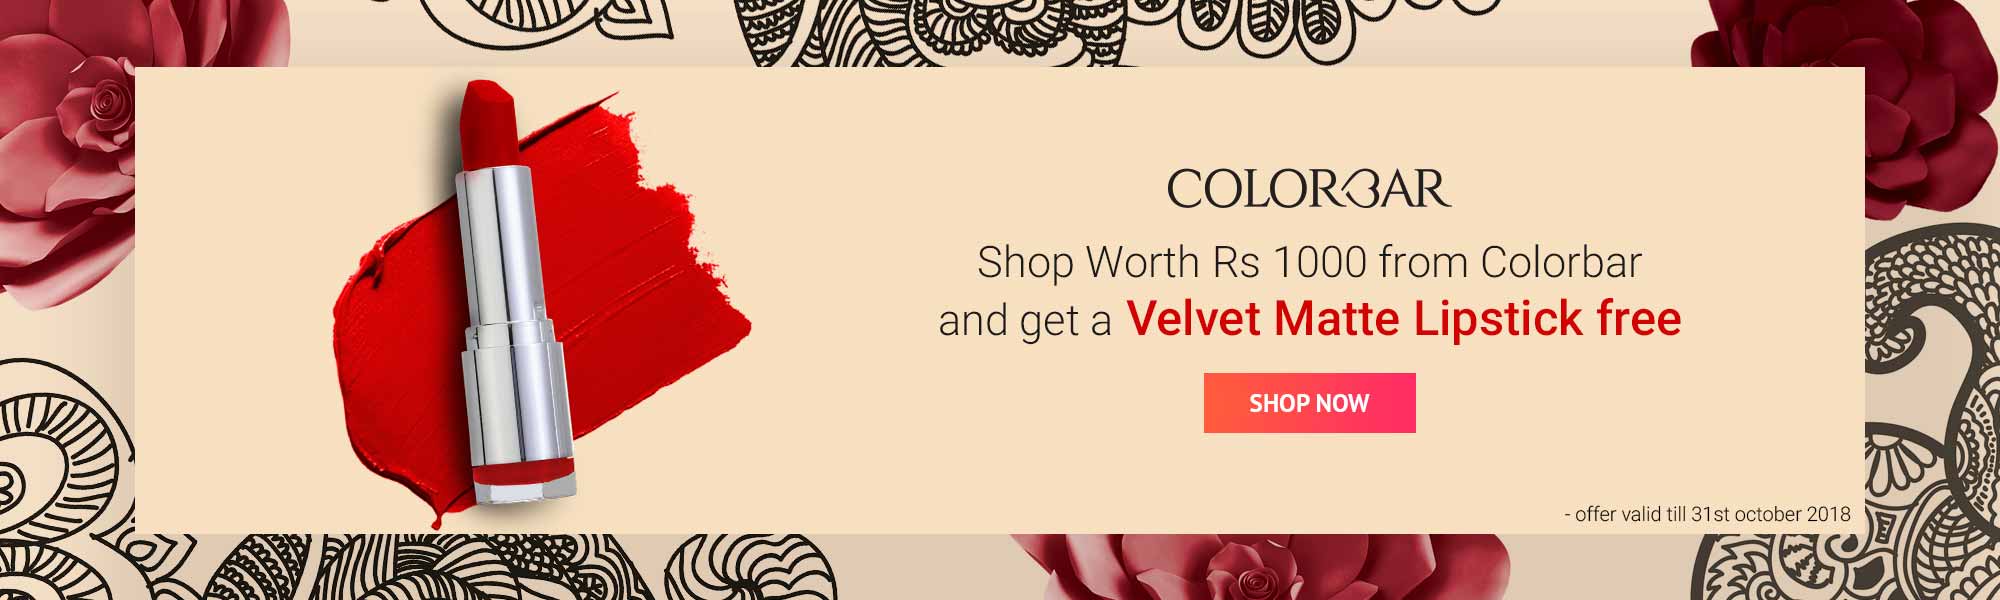 COLORBAR
Shop Worth Rs 1000 from Colorbar
and get a Velvet Matte Lipstick free
SHOP NOW
- offer valid till 31st october 2018